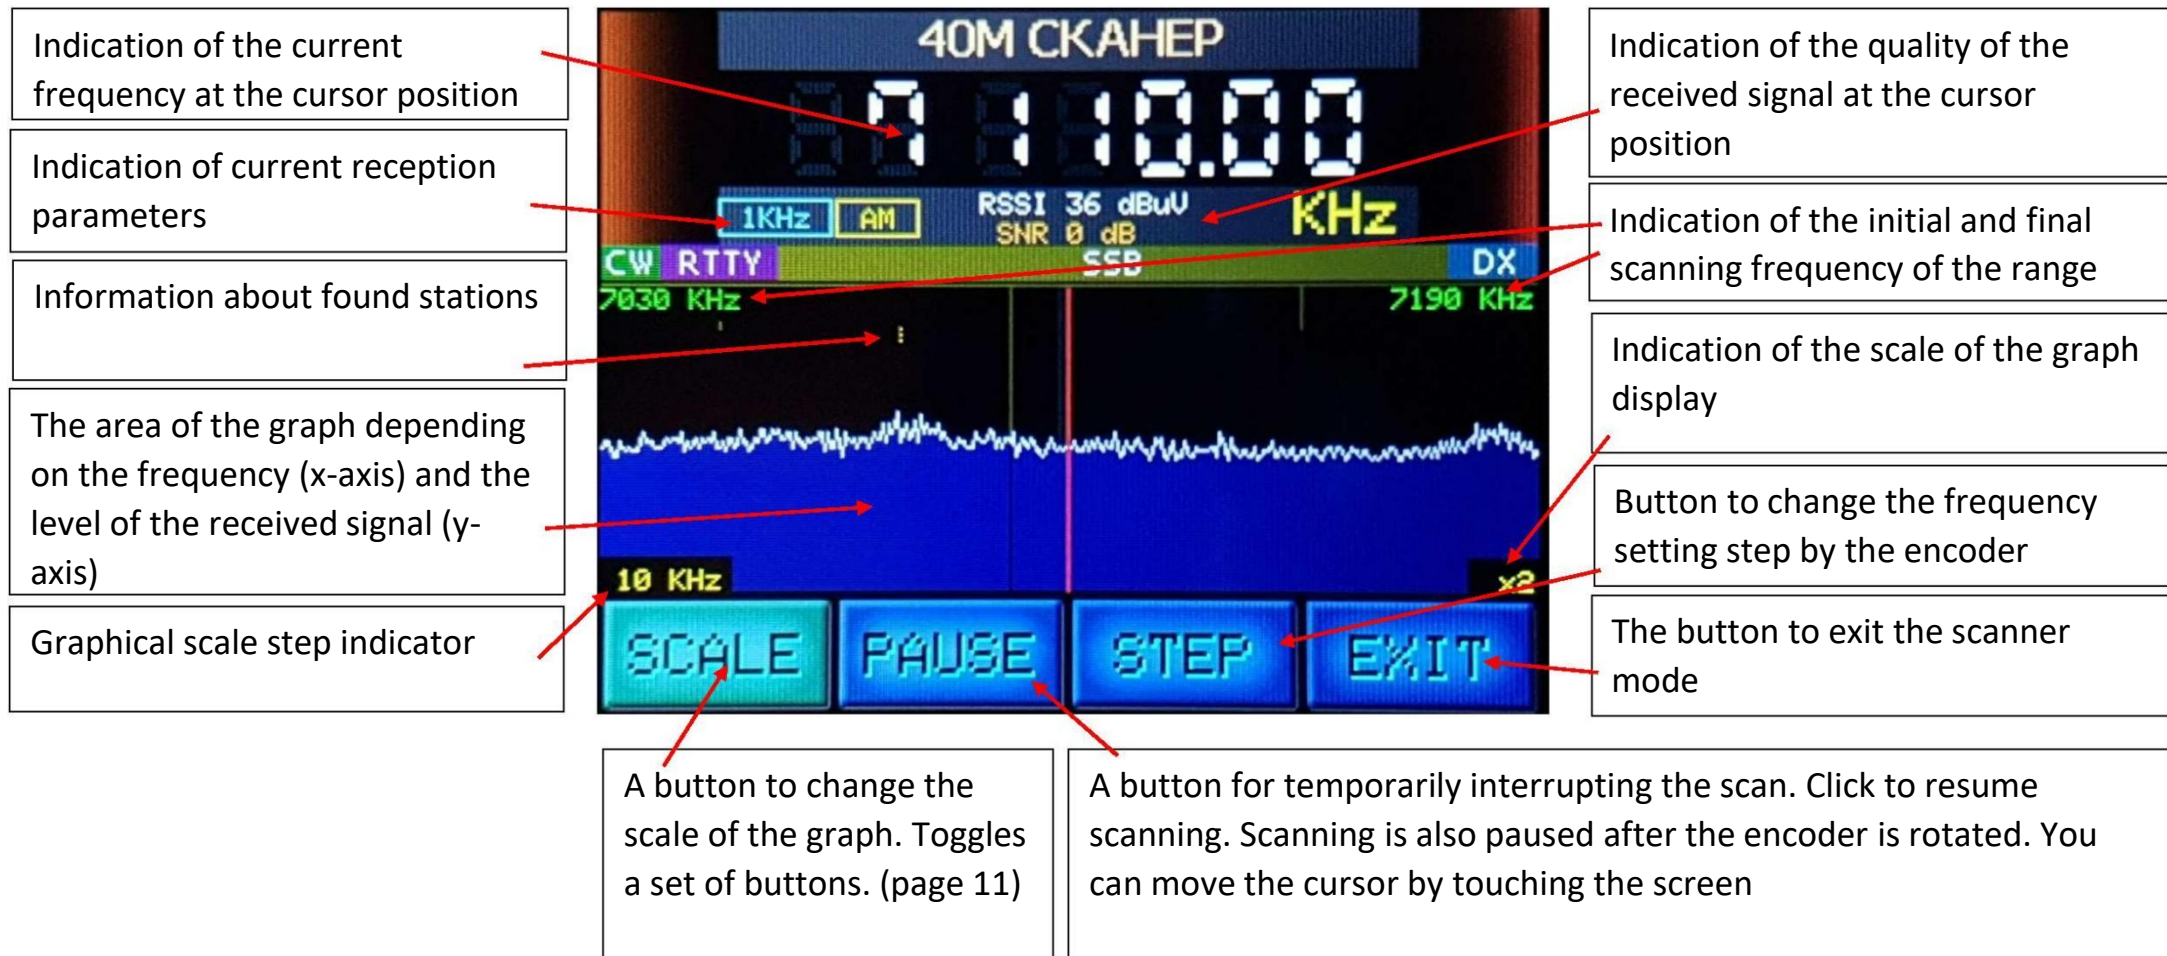 Indication of the current
frequency at the cursor position
Indication of current reception
parameters
Information about found stations
The area of the graph depending
on the frequency (x-axis) and the
level of the received signal (y-
axis)
Graphical scale step indicator
40М СКАНЕР
7110.00
1KHz AM RSSI 36 dBuV KHz
SNR 0 dB
CW RTTY SSB DX
7030 KHz 7190 KHz
10 KHz x2
SCALE PAUSE STEP EXIT
Indication of the quality of the
received signal at the cursor
position
Indication of the initial and final
scanning frequency of the range
Indication of the scale of the graph
display
Button to change the frequency
setting step by the encoder
The button to exit the scanner
mode
A button to change the
scale of the graph. Toggles
a set of buttons. (page 11)
A button for temporarily interrupting the scan. Click to resume
scanning. Scanning is also paused after the encoder is rotated. You
can move the cursor by touching the screen